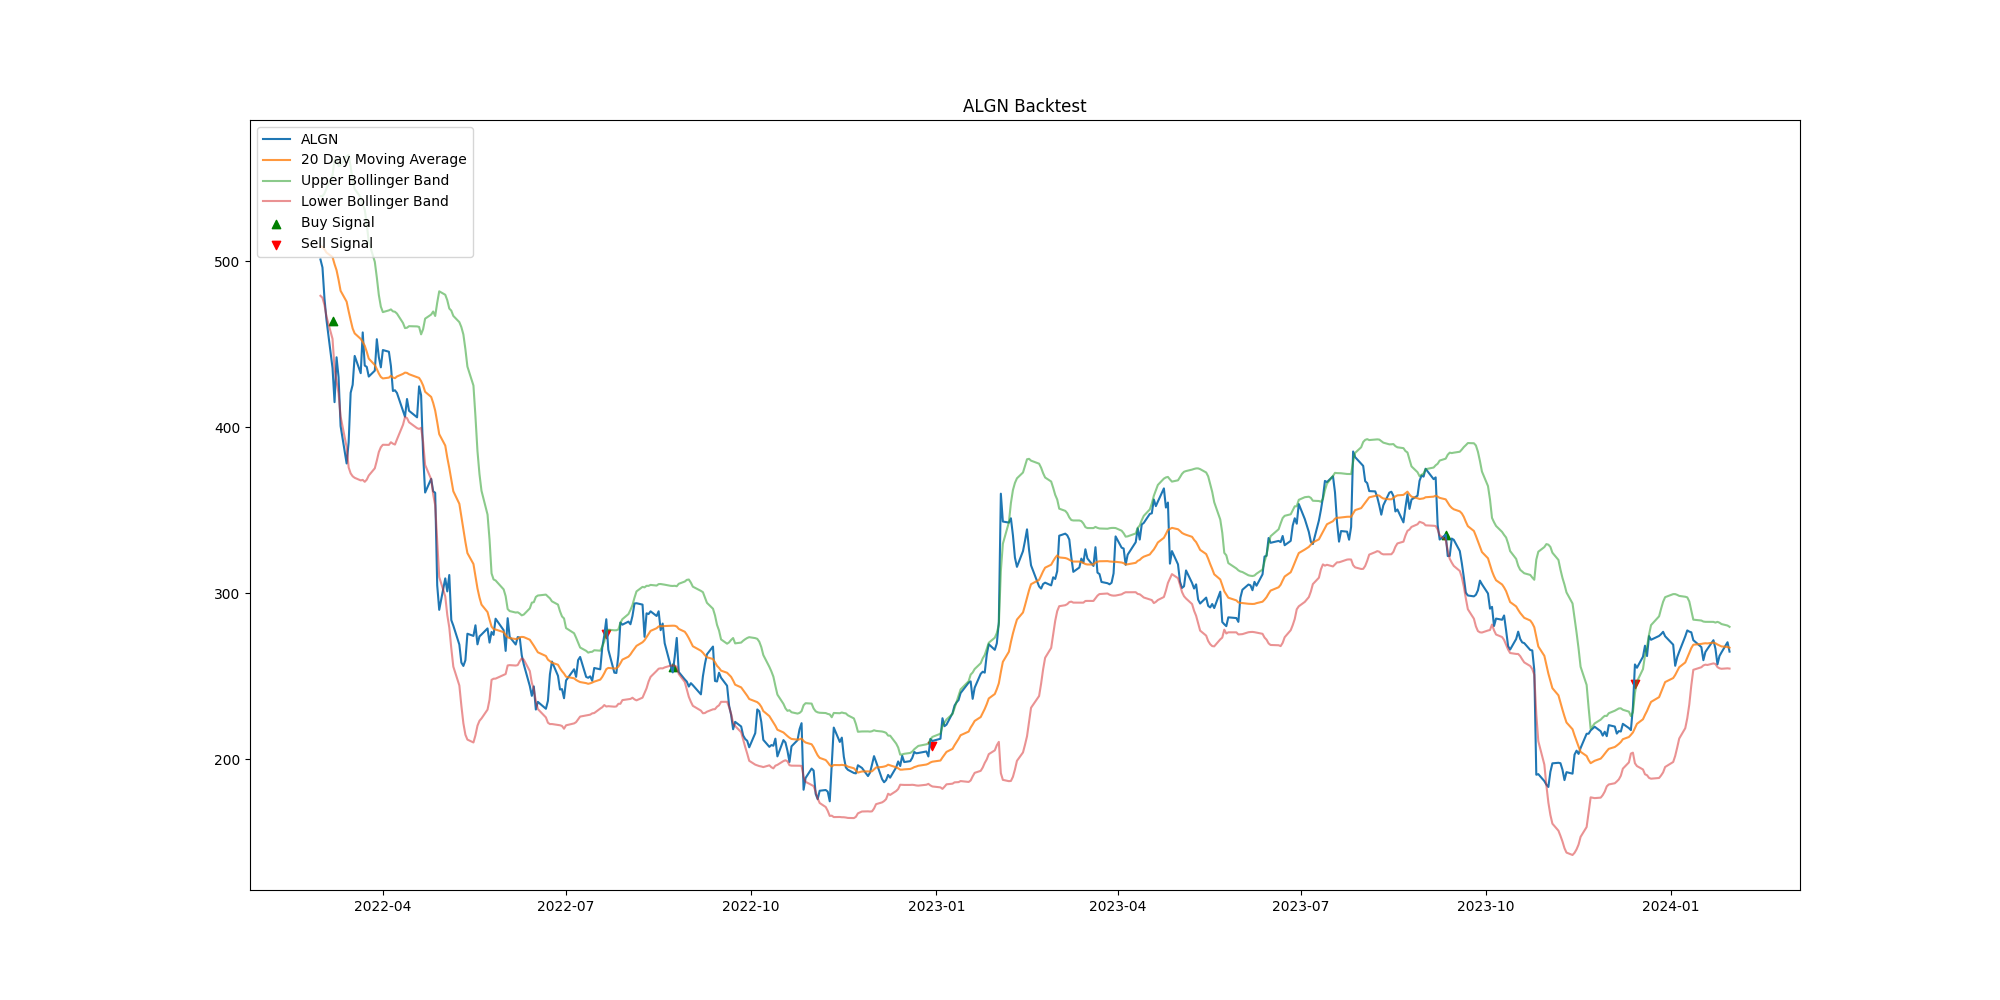 ALGN Backtest
ALGN
20 Day Moving Average
Upper Bollinger Band
Lower Bollinger Band
Buy Signal
Sell Signal
500
400
300
200
2022-04
2022-07
2022-10
2023-01
2023-04
2023-07
2023-10
2024-01